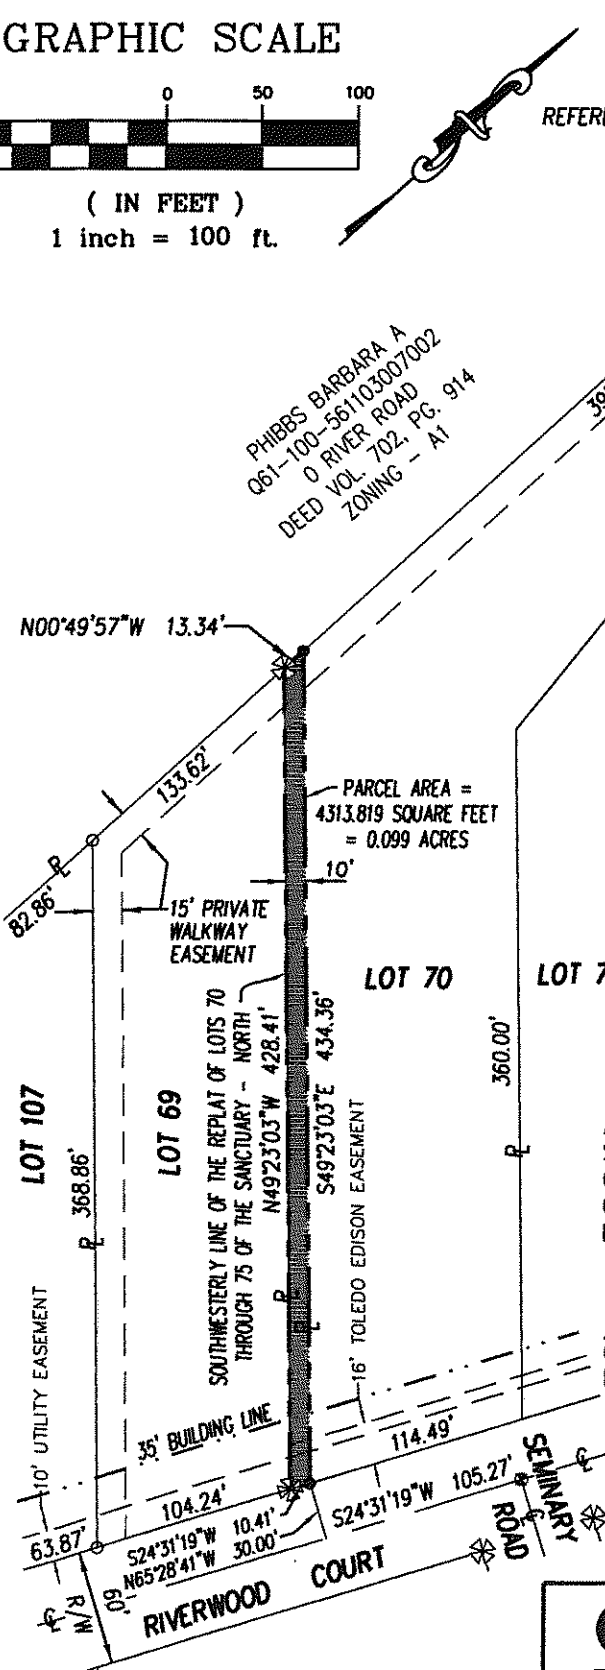 GRAPHIC SCALE
0 50 100
( IN FEET )
1 inch = 100 ft.
PHIBBS BARBARA A
Q61-100-561103007002
0 RIVER ROAD
DEED VOL. 702, PG. 914
ZONING - A1
N00°49'57"W 13.34'
133.62'
82.86'
PARCEL AREA =
4313.819 SQUARE FEET
= 0.099 ACRES
10'
15' PRIVATE
WALKWAY
EASEMENT
LOT 70
LOT 107
368.86'
LOT 69
SOUTHWESTERLY LINE OF THE REPLAT OF LOTS 70
THROUGH 75 OF THE SANCTUARY - NORTH
N49°23'03"W 428.41'
S49°23'03"E 434.36'
16' TOLEDO EDISON EASEMENT
360.00'
10' UTILITY EASEMENT
35' BUILDING LINE
114.49'
104.24'
63.87'
S24°31'19"W 10.41'
N65°28'41"W 30.00'
S24°31'19"W 105.27'
SEMINARY
ROAD
60'
R/W
RIVERWOOD COURT